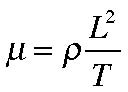 μ = ρ L²/T